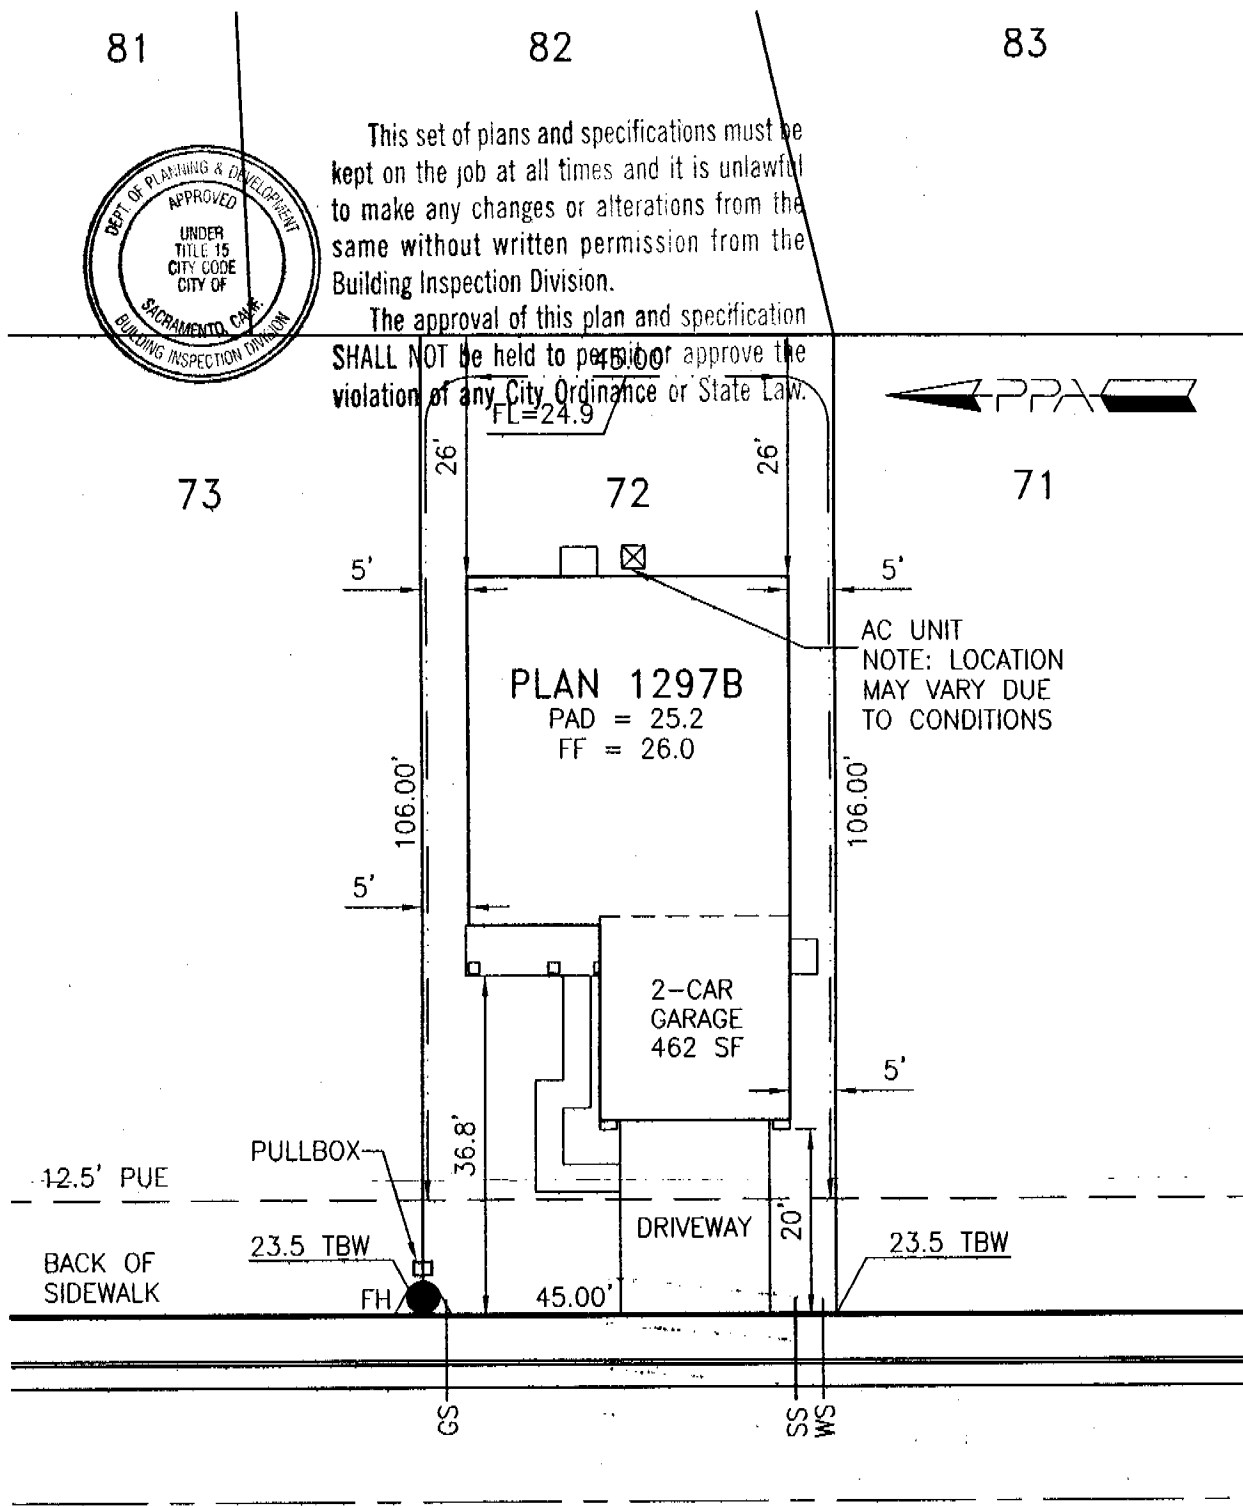 81
82
83
This set of plans and specifications must be
kept on the job at all times and it is unlawful
to make any changes or alterations from the
same without written permission from the
Building Inspection Division.
The approval of this plan and specification
SHALL NOT be held to permit or approve the
violation of any City Ordinance or State Law.
DEPT. OF PLANNING & DEVELOPMENT
APPROVED
UNDER
TITLE 15
CITY CODE
CITY OF
SACRAMENTO, CALIF.
BUILDING INSPECTION DIVISION
45.00'
FL=24.9
PPA
26'
26'
73
72
71
5'
5'
AC UNIT
NOTE: LOCATION
MAY VARY DUE
TO CONDITIONS
PLAN 1297B
PAD = 25.2
FF = 26.0
106.00'
106.00'
5'
2-CAR
GARAGE
462 SF
5'
36.8'
PULLBOX
12.5' PUE
DRIVEWAY
20'
23.5 TBW
23.5 TBW
BACK OF
SIDEWALK
FH
45.00'
GS
SS
WS